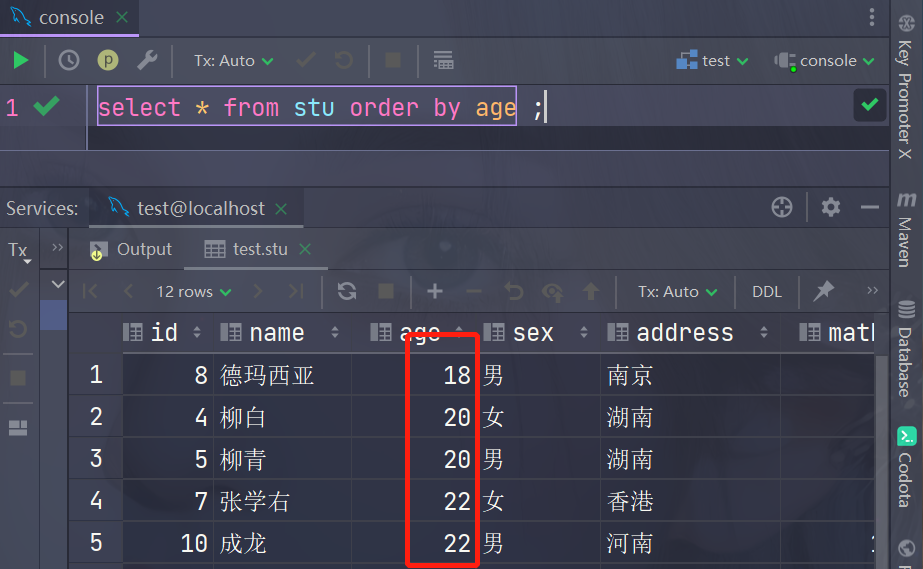 console
Tx: Auto
test
console
1 select * from stu order by age ;
Services:
test@localhost
Tx
Output
test.stu
12 rows
Tx: Auto
DDL
id name age sex address math
1 8 德玛西亚 18 男 南京
2 4 柳白 20 女 湖南
3 5 柳青 20 男 湖南
4 7 张学右 22 女 香港
5 10 成龙 22 男 河南
Key Promoter X
m Maven
Database
Codota